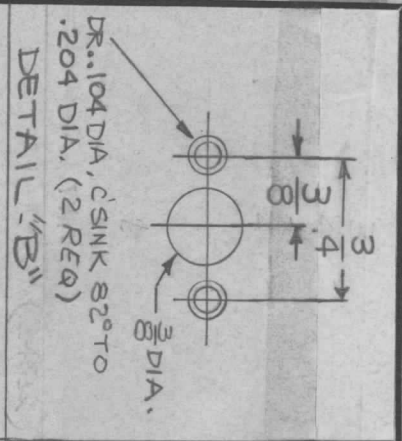 3/4
3/8
3/8 DIA.
DR. .104 DIA, C'SINK 82° TO
.204 DIA. (2 REQ)
DETAIL-"B"